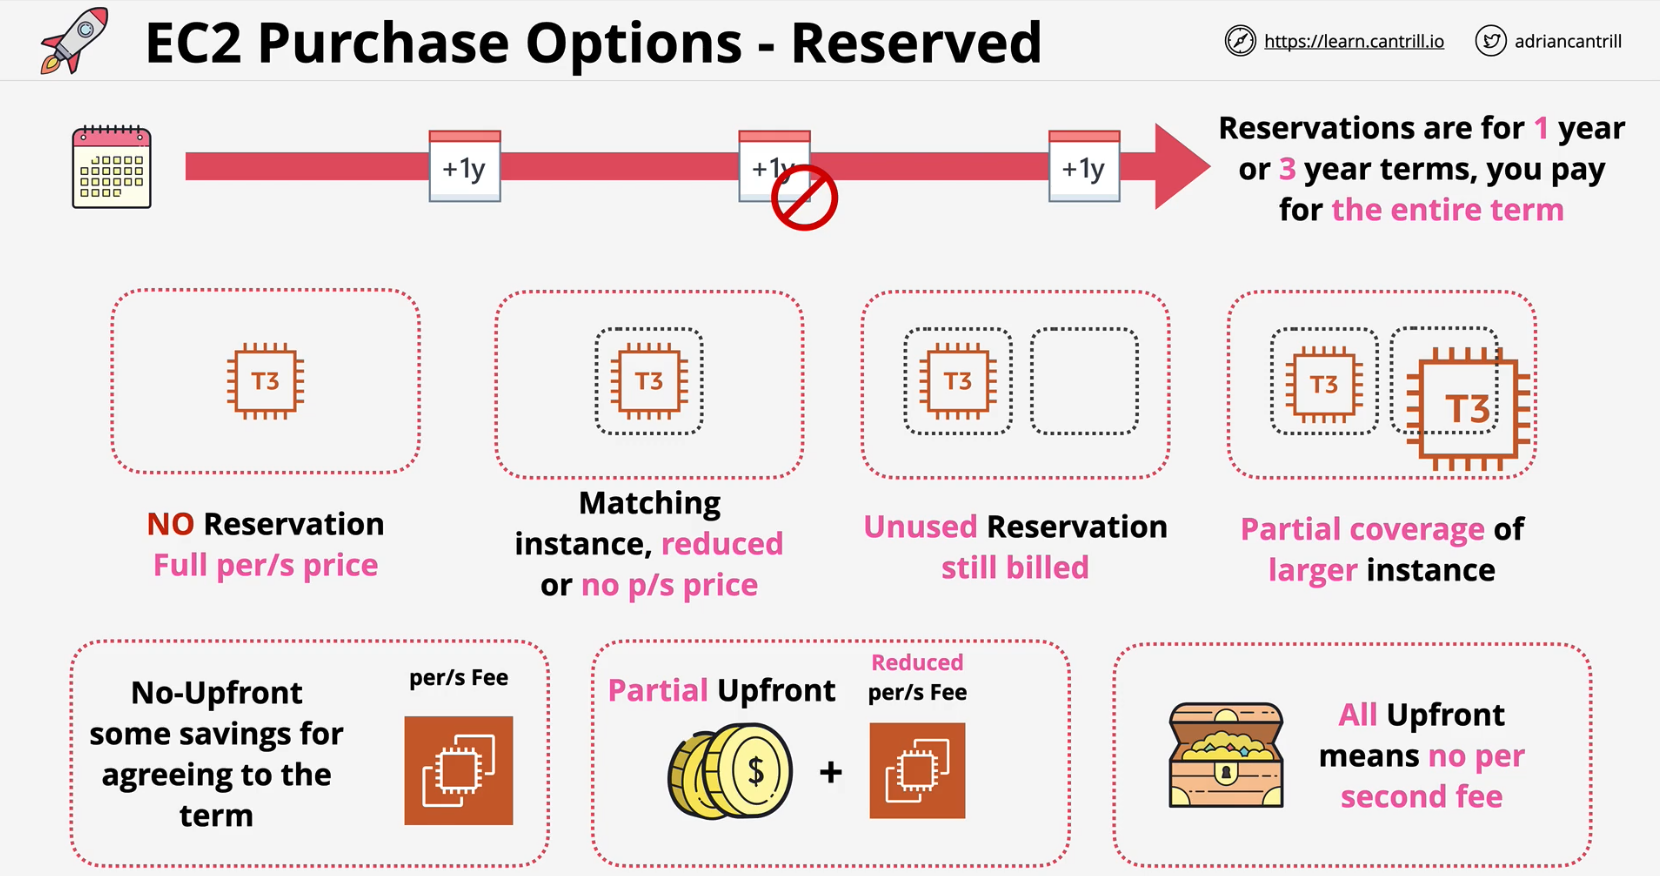 EC2 Purchase Options - Reserved
https://learn.cantrill.io
adriancantrill
+1y
+1y
+1y
Reservations are for 1 year
or 3 year terms, you pay
for the entire term
T3
T3
T3
T3
T3
NO Reservation
Full per/s price
Matching
instance, reduced
or no p/s price
Unused Reservation
still billed
Partial coverage of
larger instance
No-Upfront
some savings for
agreeing to the
term
per/s Fee
Partial Upfront
$
+
Reduced
per/s Fee
All Upfront
means no per
second fee